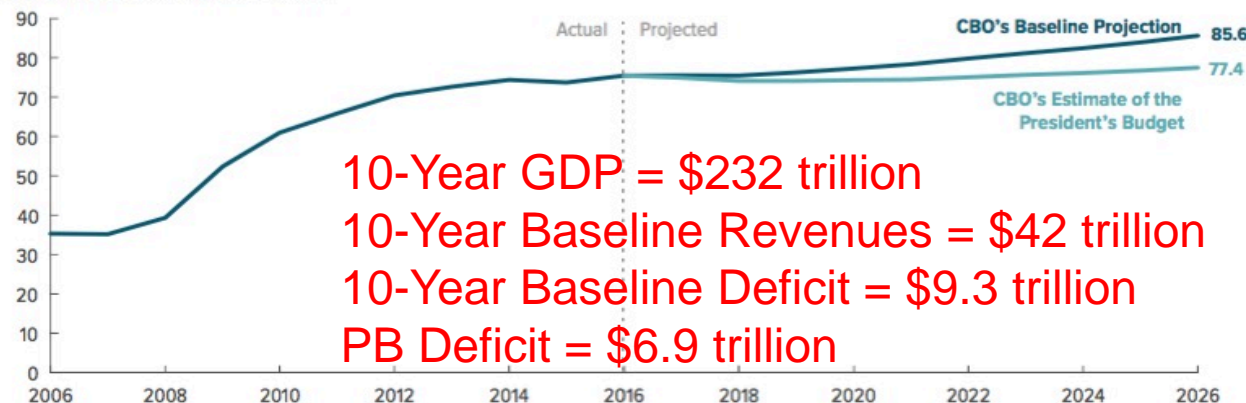 90
80
70
60
50
40
30
20
10
0
Actual Projected
CBO's Baseline Projection
85.6
77.4
CBO's Estimate of the
President's Budget
10-Year GDP = $232 trillion
10-Year Baseline Revenues = $42 trillion
10-Year Baseline Deficit = $9.3 trillion
PB Deficit = $6.9 trillion
2006 2008 2010 2012 2014 2016 2018 2020 2022 2024 2026